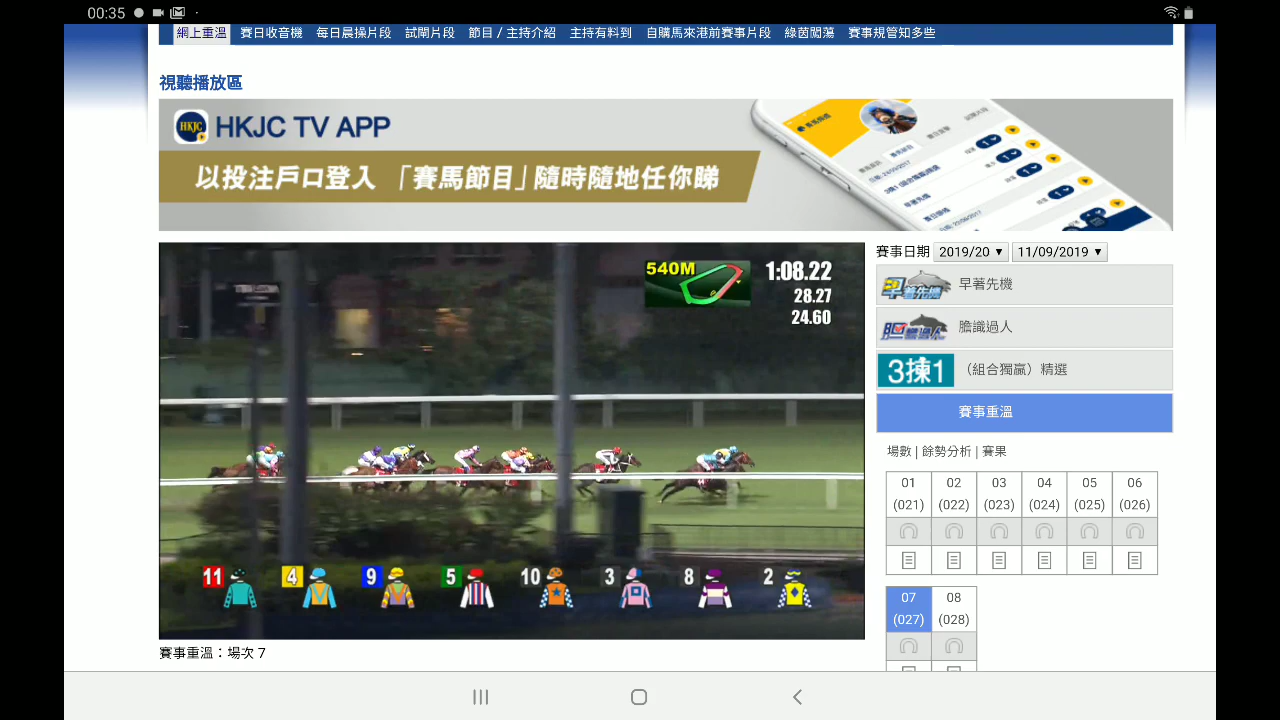 00:35
網上重溫 賽日收音機 每日晨操片段 試閘片段 節目 / 主持介紹 主持有料到 自購馬來港前賽事片段 綠茵闖蕩 賽事規管知多些
視聽播放區
HKJC
HKJC TV APP
以投注戶口登入 「賽馬節目」隨時隨地任你睇
賽事日期 2019/20 ▼ 11/09/2019 ▼
540M
1:08.22
28.27
24.60
早著先機 早著先機
膽識過人
3揀1 （組合獨贏）精選
賽事重溫
場數 | 餘勢分析 | 賽果
01 02 03 04 05 06
(021) (022) (023) (024) (025) (026)
11 4 9 5 10 3 8 2
07 08
(027) (028)
賽事重溫：場次 7